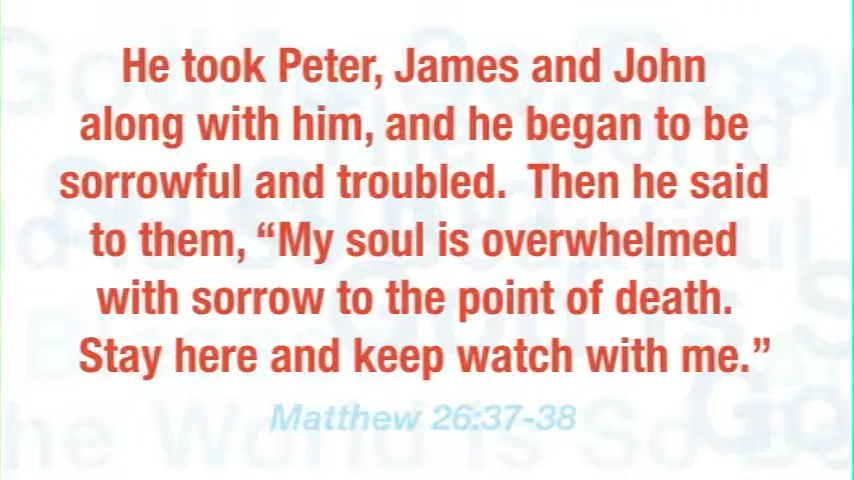 He took Peter, James and John
along with him, and he began to be
sorrowful and troubled. Then he said
to them, “My soul is overwhelmed
with sorrow to the point of death.
Stay here and keep watch with me.”
Matthew 26:37-38